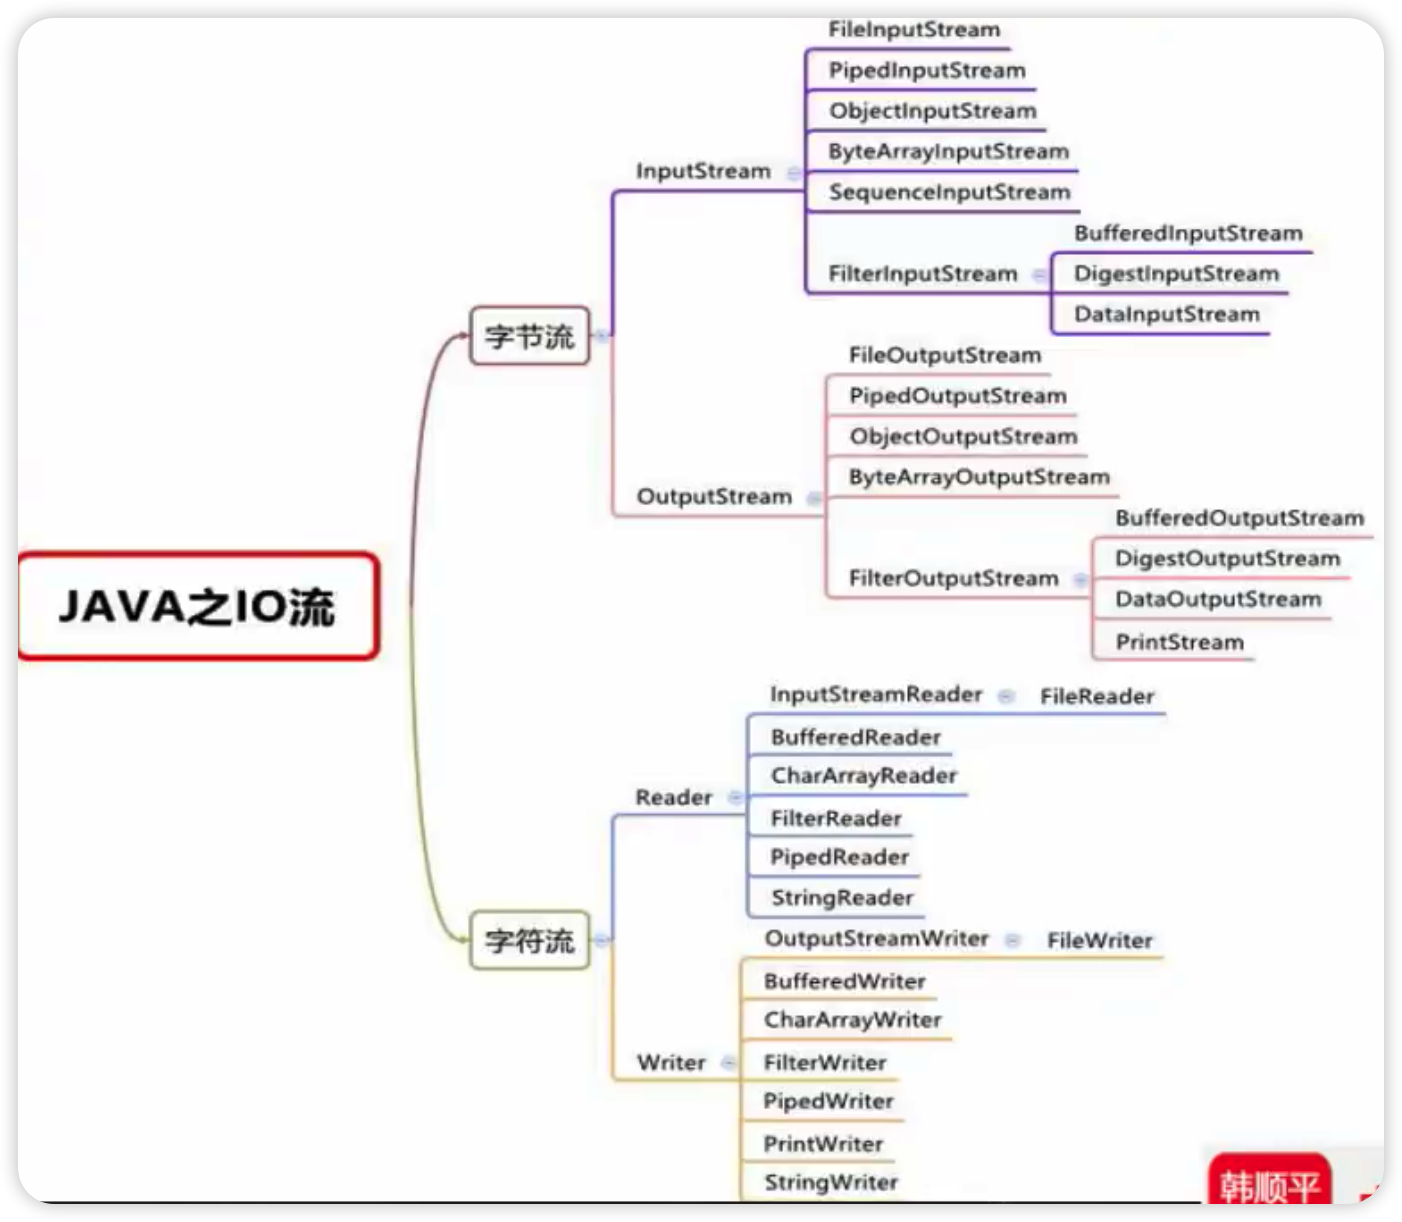 JAVA之IO流
字节流
InputStream
FileInputStream
PipedInputStream
ObjectInputStream
ByteArrayInputStream
SequenceInputStream
FilterInputStream
BufferedInputStream
DigestInputStream
DataInputStream
OutputStream
FileOutputStream
PipedOutputStream
ObjectOutputStream
ByteArrayOutputStream
FilterOutputStream
BufferedOutputStream
DigestOutputStream
DataOutputStream
PrintStream
字符流
Reader
InputStreamReader
FileReader
BufferedReader
CharArrayReader
FilterReader
PipedReader
StringReader
Writer
OutputStreamWriter
FileWriter
BufferedWriter
CharArrayWriter
FilterWriter
PipedWriter
PrintWriter
StringWriter
韩顺平